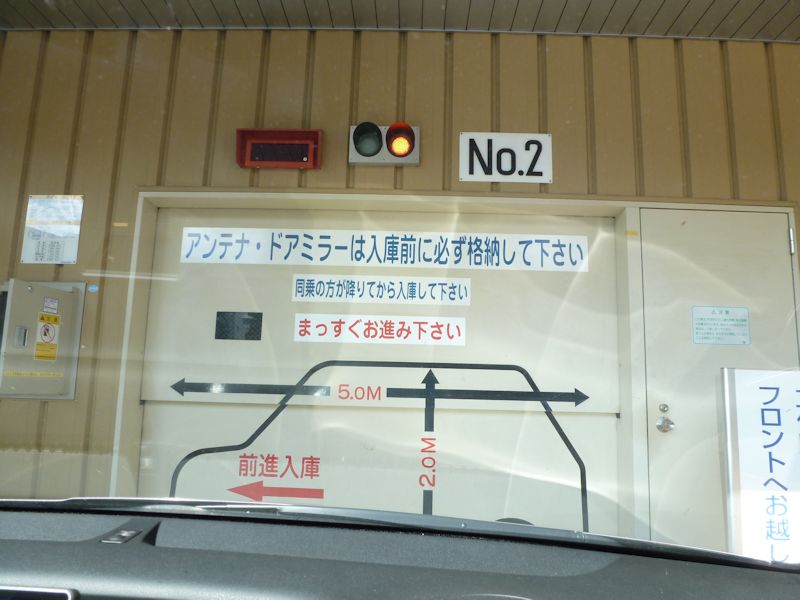 No.2
アンテナ・ドアミラーは入庫前に必ず格納して下さい
同乗の方が降りてから入庫して下さい
まっすぐお進み下さい
5.0M
2.0M
前進入庫
フロントへお越し